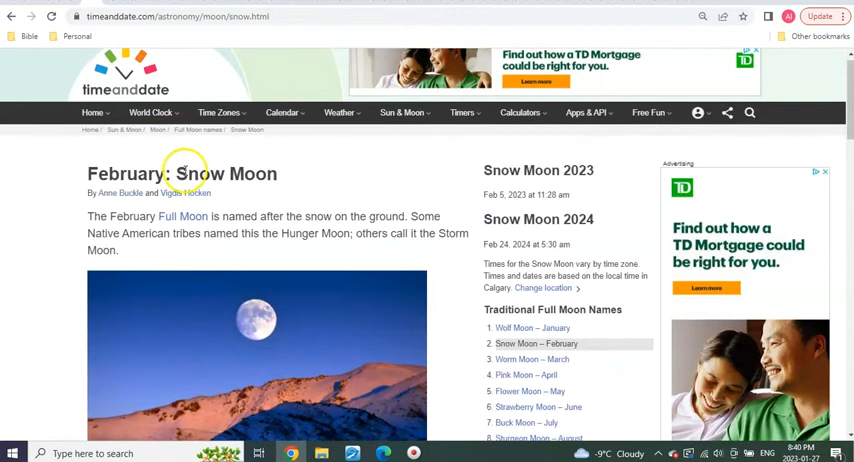 timeanddate.com/astronomy/moon/snow.html
AI
Update
Bible
Personal
Other bookmarks
timeanddate
Find out how a
TD Mortgage
could be right for you.
Learn more
TD
Home
World Clock
Time Zones
Calendar
Weather
Sun & Moon
Timers
Calculators
Apps & API
Free Fun
Home / Sun & Moon / Moon / Full Moon names / Snow Moon
February: Snow Moon
By Anne Buckle and Vigdis Hocken
The February Full Moon is named after the snow on the ground. Some
Native American tribes named this the Hunger Moon; others call it the Storm
Moon.
Snow Moon 2023
Feb 5, 2023 at 11:28 am
Snow Moon 2024
Feb 24, 2024 at 5:30 am
Times for the Snow Moon vary by time zone.
Times and dates are based on the local time in
Calgary. Change location
Traditional Full Moon Names
1. Wolf Moon – January
2. Snow Moon – February
3. Worm Moon – March
4. Pink Moon – April
5. Flower Moon – May
6. Strawberry Moon – June
7. Buck Moon – July
8. Sturgeon Moon – August
Advertising
TD
Find out how a
TD Mortgage
could be right
for you.
Learn more
Type here to search
-9°C Cloudy
ENG
8:40 PM
2023-01-27